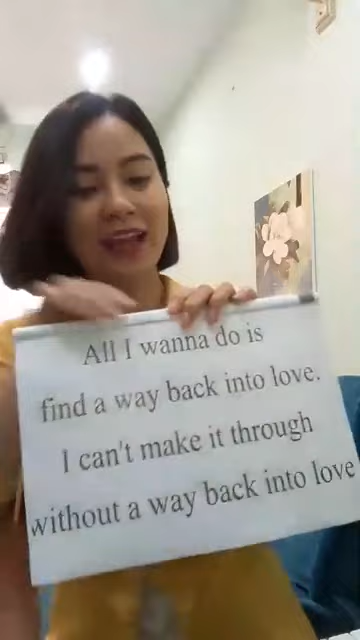 All I wanna do is
find a way back into love.
I can't make it through
without a way back into love